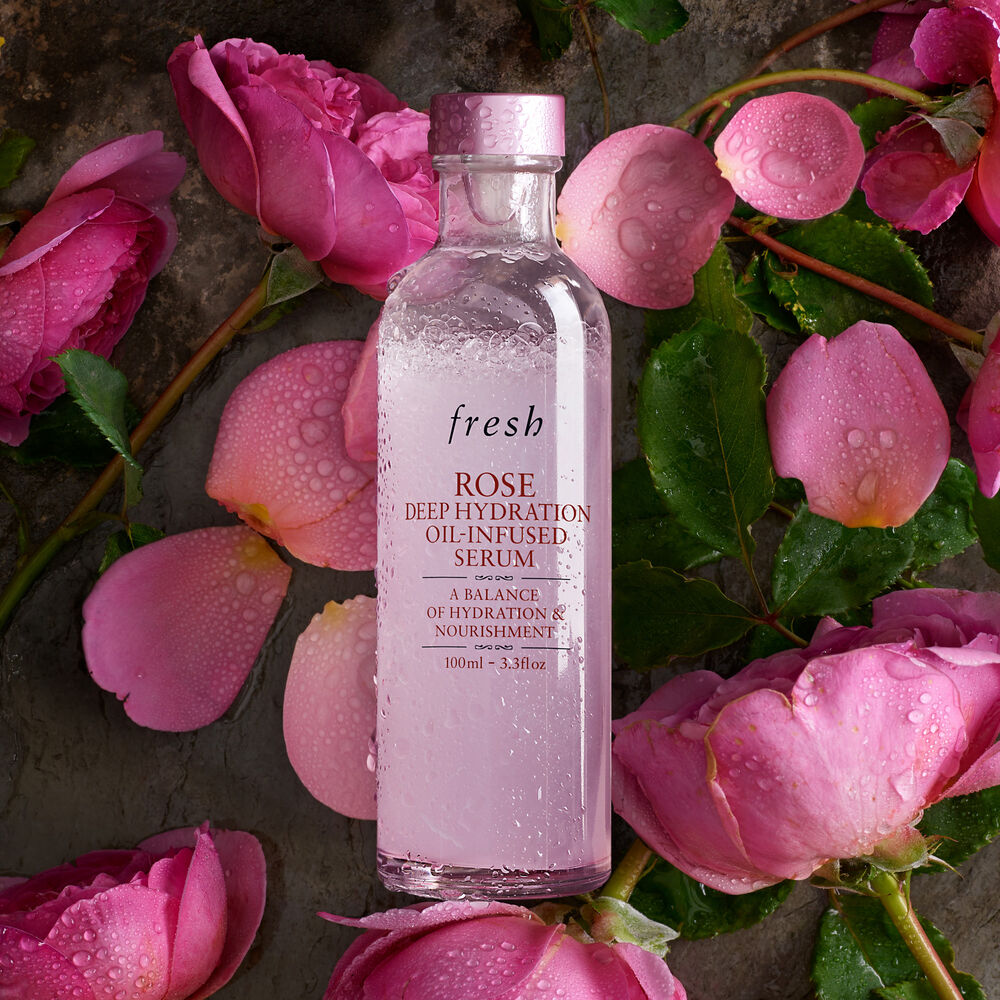 fresh
ROSE
DEEP HYDRATION
OIL-INFUSED
SERUM
A BALANCE
OF HYDRATION &
NOURISHMENT
100ml - 3.3fl oz